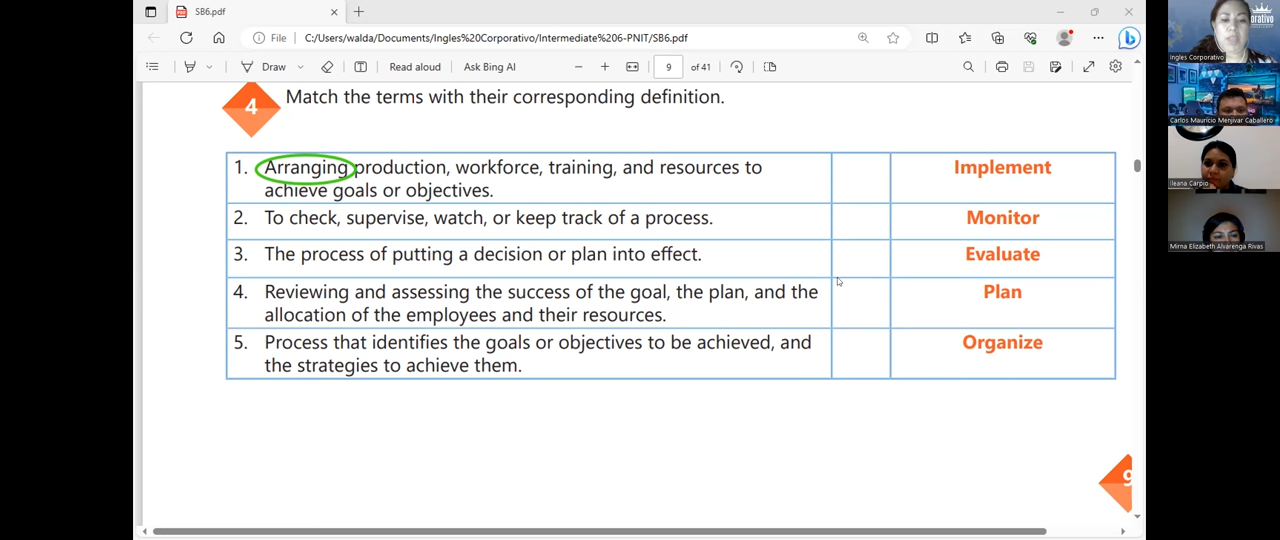 SB6.pdf
File
C:/Users/walda/Documents/Ingles%20Corporativo/Intermediate%206-PNIT/SB6.pdf
Draw
Read aloud
Ask Bing AI
9
of 41
4
Match the terms with their corresponding definition.
1. Arranging production, workforce, training, and resources to
achieve goals or objectives.
Implement
2. To check, supervise, watch, or keep track of a process.
Monitor
3. The process of putting a decision or plan into effect.
Evaluate
4. Reviewing and assessing the success of the goal, the plan, and the
allocation of the employees and their resources.
Plan
5. Process that identifies the goals or objectives to be achieved, and
the strategies to achieve them.
Organize
9
orativo
Ingles Corporativo
Carlos Mauricio Menjivar Caballero
Ileana Carpio
Mirna Elizabeth Alvarenga Rivas